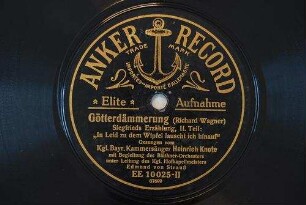 ANKER RECORD
TRADE MARK
* Elite * Aufnahme
Götterdämmerung (Richard Wagner)
Siegfrieds Erzählung, II. Teil:
"In Leid zu dem Wipfel lauscht ich hinauf"
Gesungen vom
Kgl. Bayr. Kammersänger Heinrich Knote
mit Begleitung des Blüthner-Orchesters
unter Leitung des Kgl. Hofkapellmeisters
Edmund von Strauß
EE 10025-II